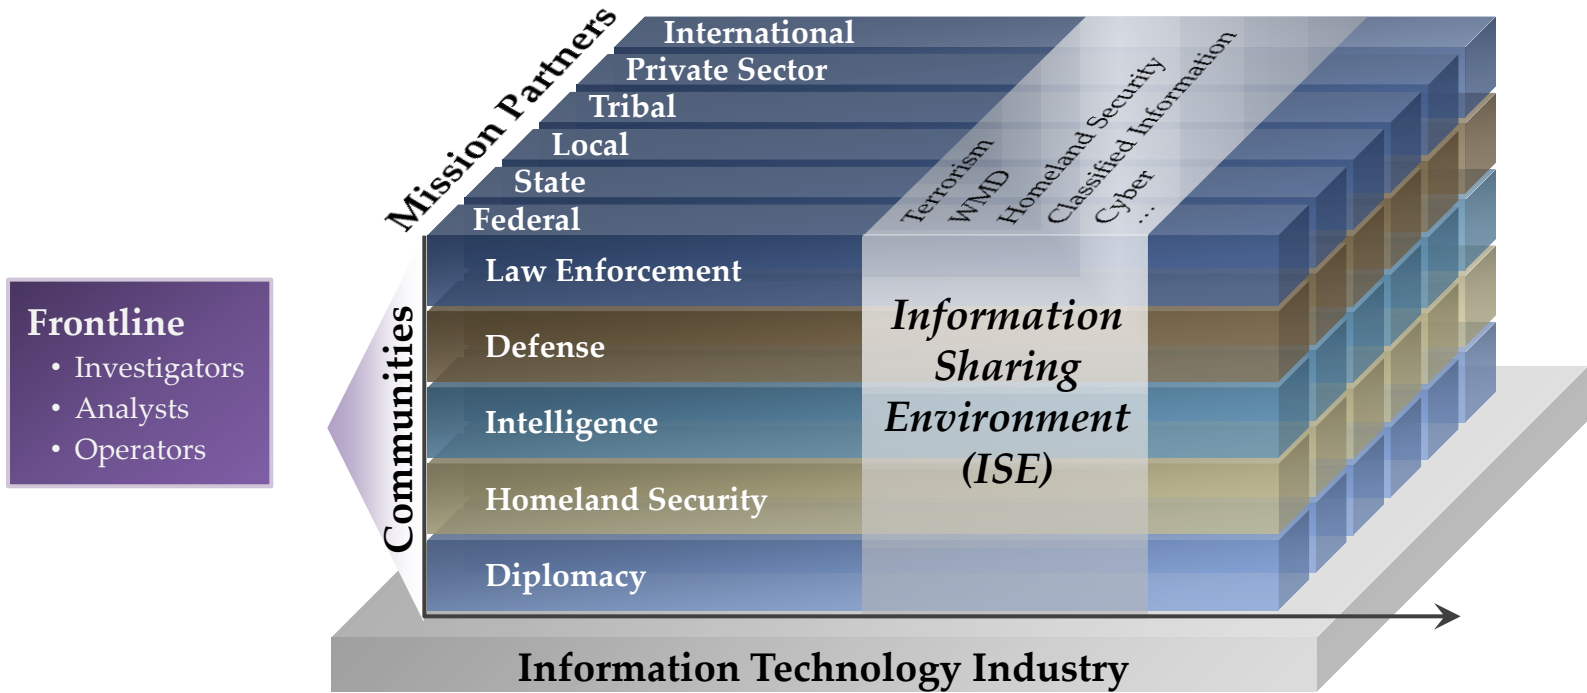 Mission Partners
International
Private Sector
Tribal
Local
State
Federal
Terrorism
WMD
Homeland Security
Classified Information
Cyber
...
Frontline
• Investigators
• Analysts
• Operators
Communities
Law Enforcement
Defense
Intelligence
Homeland Security
Diplomacy
Information
Sharing
Environment
(ISE)
Information Technology Industry